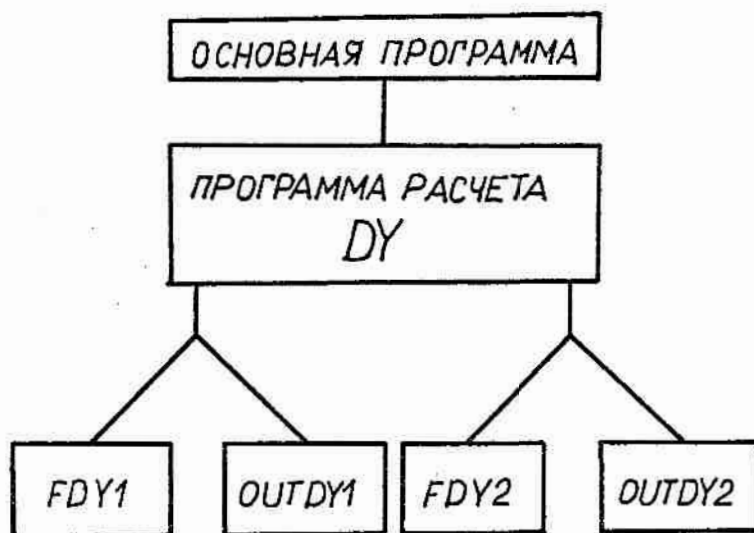 ОСНОВНАЯ ПРОГРАММА
ПРОГРАММА РАСЧЕТА
DY
FDY1 OUTDY1 FDY2 OUTDY2